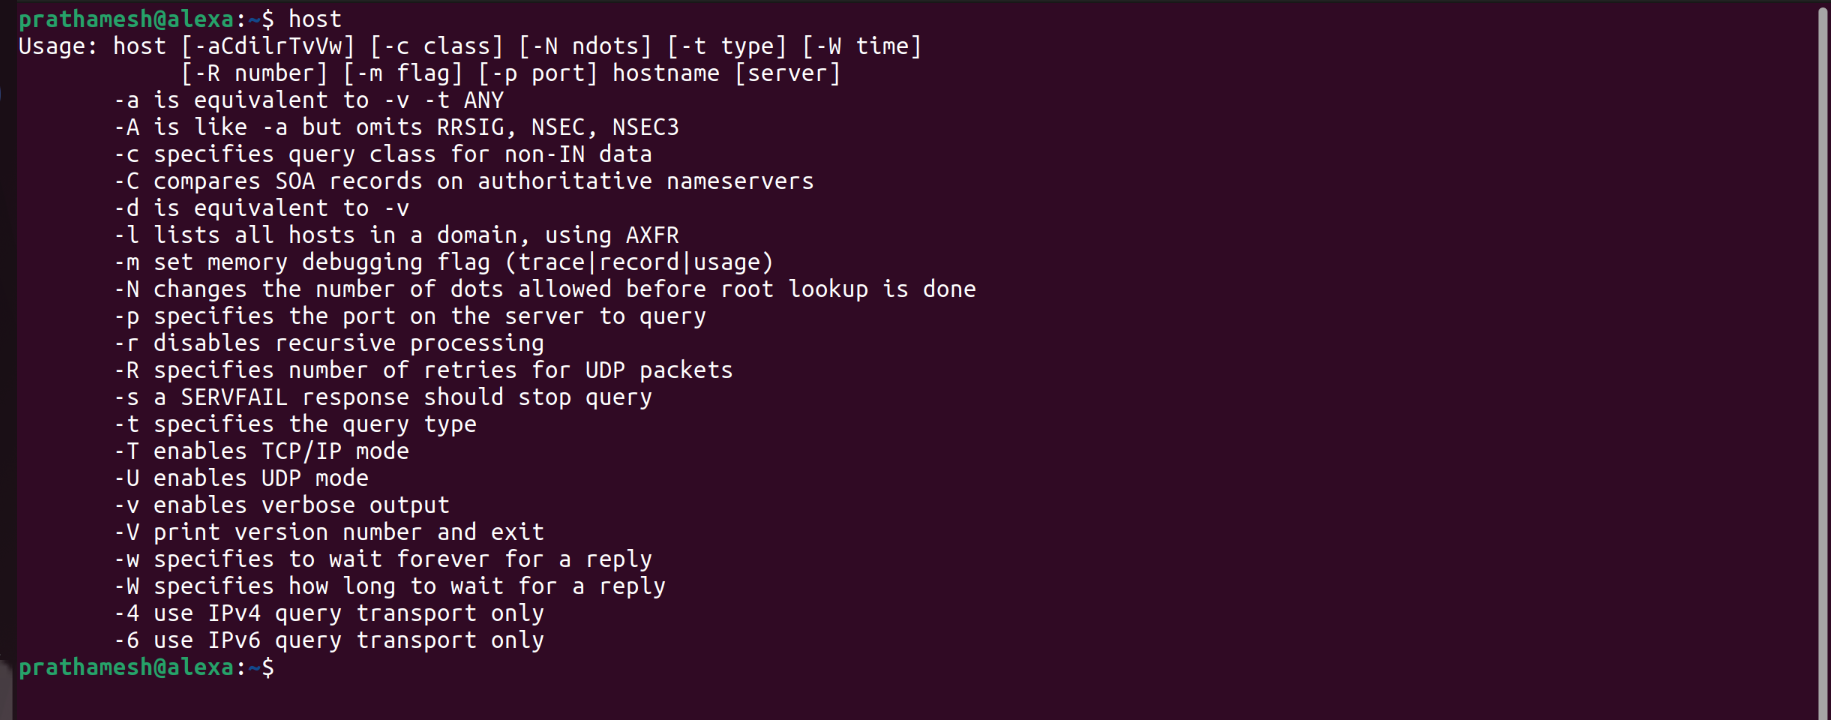 prathamesh@alexa:~$ host
Usage: host [-aCdilrTvVw] [-c class] [-N ndots] [-t type] [-W time]
            [-R number] [-m flag] [-p port] hostname [server]
       -a is equivalent to -v -t ANY
       -A is like -a but omits RRSIG, NSEC, NSEC3
       -c specifies query class for non-IN data
       -C compares SOA records on authoritative nameservers
       -d is equivalent to -v
       -l lists all hosts in a domain, using AXFR
       -m set memory debugging flag (trace|record|usage)
       -N changes the number of dots allowed before root lookup is done
       -p specifies the port on the server to query
       -r disables recursive processing
       -R specifies number of retries for UDP packets
       -s a SERVFAIL response should stop query
       -t specifies the query type
       -T enables TCP/IP mode
       -U enables UDP mode
       -v enables verbose output
       -V print version number and exit
       -w specifies to wait forever for a reply
       -W specifies how long to wait for a reply
       -4 use IPv4 query transport only
       -6 use IPv6 query transport only
prathamesh@alexa:~$